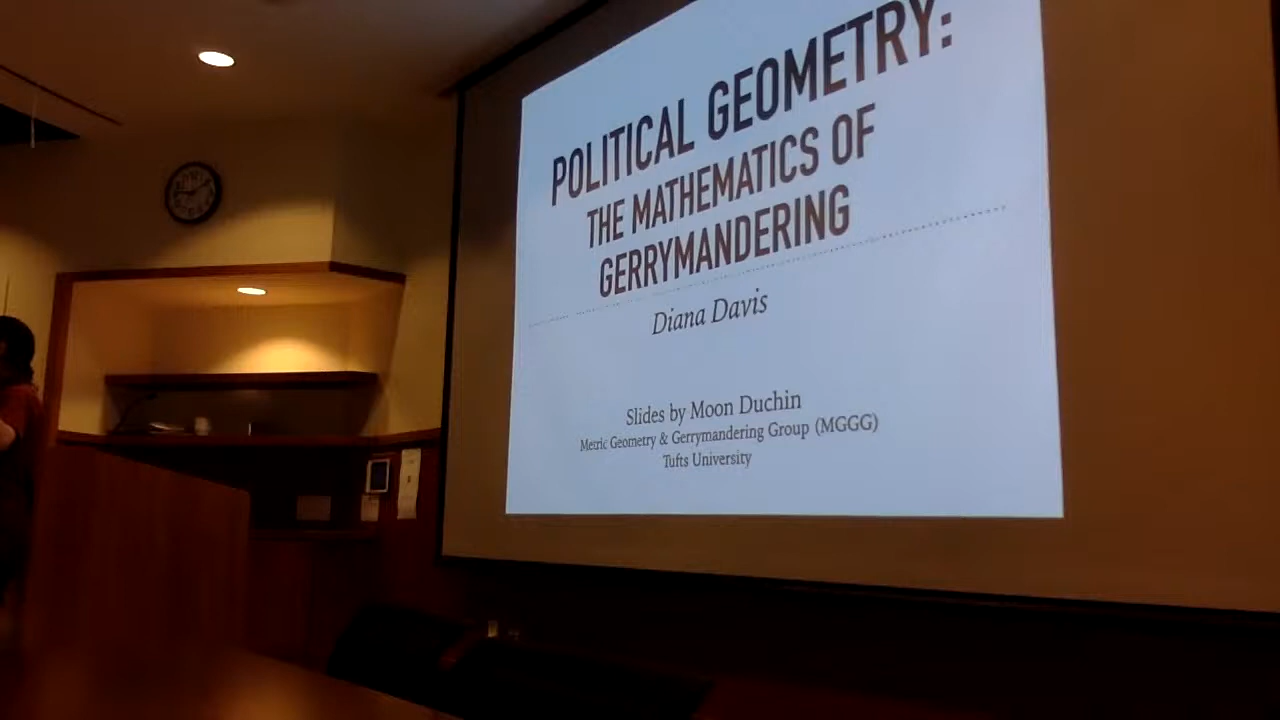 POLITICAL GEOMETRY:
THE MATHEMATICS OF
GERRYMANDERING
Diana Davis
Slides by Moon Duchin
Metric Geometry & Gerrymandering Group (MGGG)
Tufts University